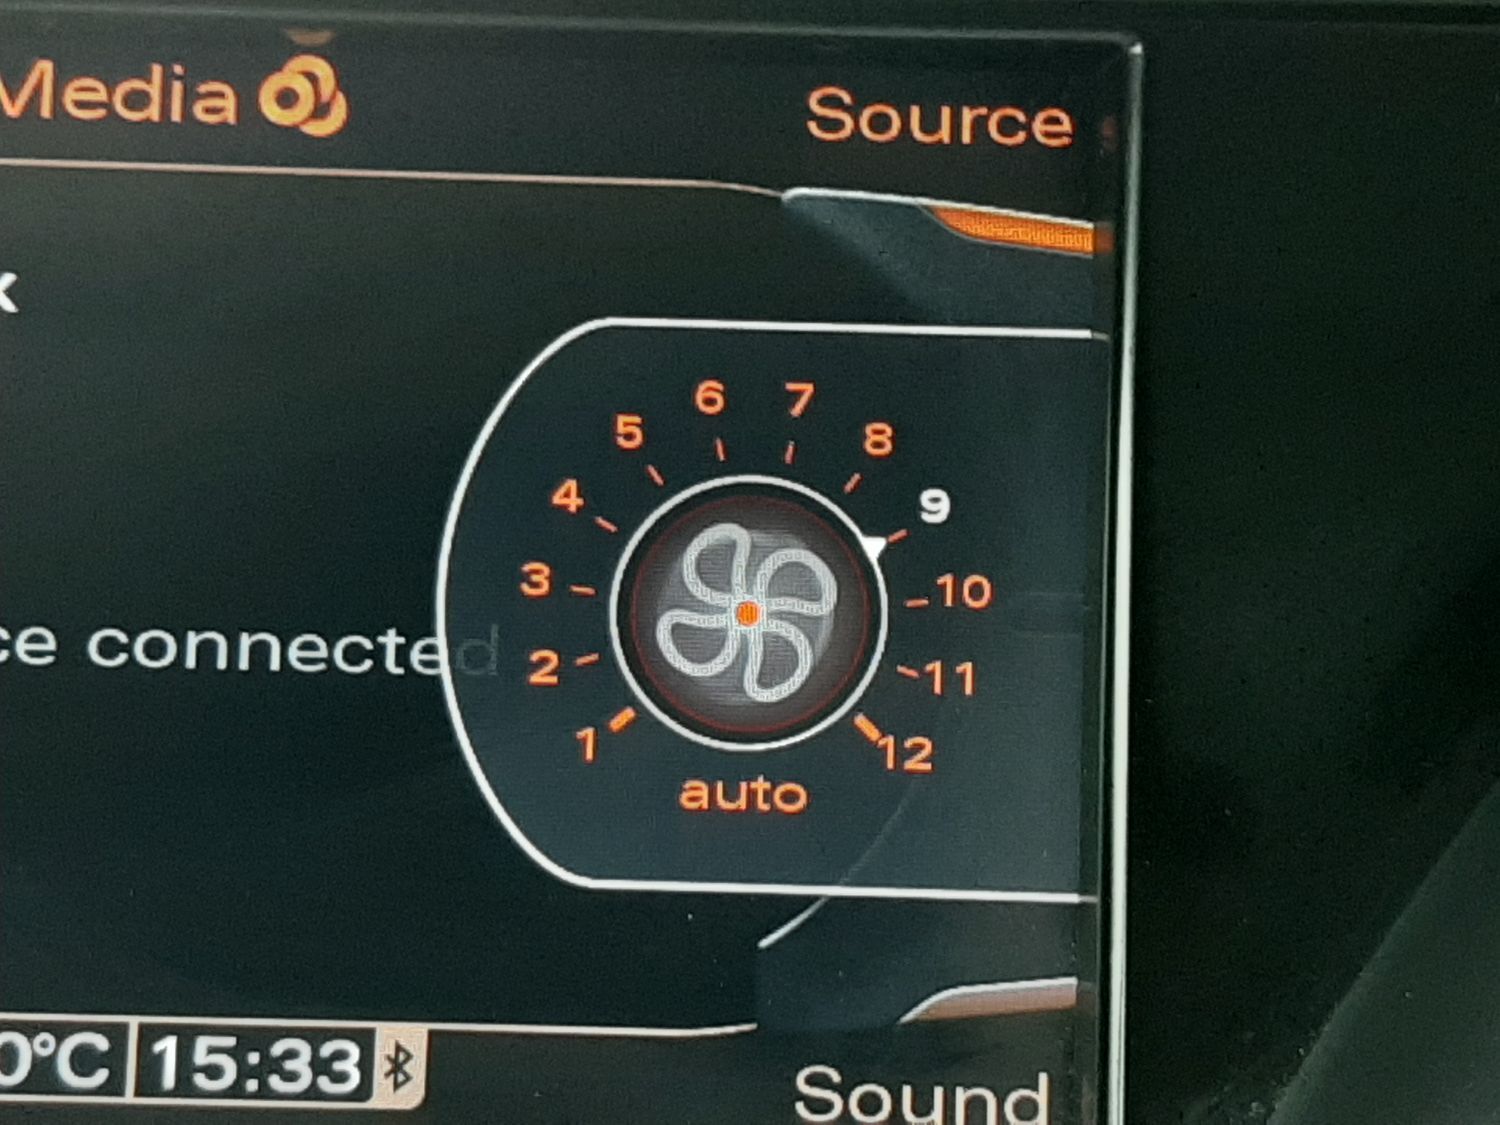 Media Source
x
6 7
5 8
4 9
3 10
2 11
1 12
auto
ce connected
0°C 15:33
Sound